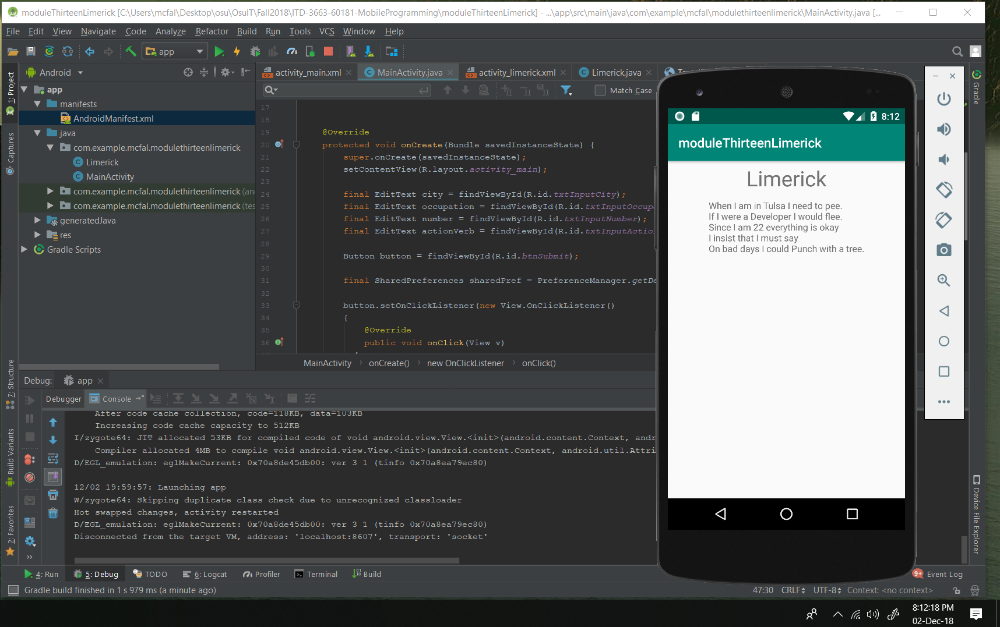 moduleThirteenLimerick [C:\Users\mcfal\Desktop\osu\OsuIT\Fall2018\ITD-3663-60181-MobileProgramming\moduleThirteenLimerick] - ...\app\src\main\java\com\example\mcfal\modulethirteenlimerick\MainActivity.java [...
File Edit View Navigate Code Analyze Refactor Build Run Tools VCS Window Help
app
Android
activity_main.xml MainActivity.java activity_limerick.xml Limerick.java
Match Case
1: Project
Captures
7: Structure
Build Variants
2: Favorites
app
manifests
AndroidManifest.xml
java
com.example.mcfal.modulethirteenlimerick
Limerick
MainActivity
com.example.mcfal.modulethirteenlimerick (an
com.example.mcfal.modulethirteenlimerick (tes
generatedJava
res
Gradle Scripts
17
18
19 @Override
20 protected void onCreate(Bundle savedInstanceState) {
21 super.onCreate(savedInstanceState);
22 setContentView(R.layout.activity_main);
23
24 final EditText city = findViewById(R.id.txtInputCity);
25 final EditText occupation = findViewById(R.id.txtInputOccup
26 final EditText number = findViewById(R.id.txtInputNumber);
27 final EditText actionVerb = findViewById(R.id.txtInputActio
28
29 Button button = findViewById(R.id.btnSubmit);
30
31 final SharedPreferences sharedPref = PreferenceManager.getDe
32
33 button.setOnClickListener(new View.OnClickListener()
34 {
35 @Override
36 public void onClick(View v)
MainActivity onCreate() new OnClickListener onClick()
8:12
moduleThirteenLimerick
Limerick
When I am in Tulsa I need to pee.
If I were a Developer I would flee.
Since I am 22 everything is okay
I insist that I must say
On bad days I could Punch with a tree.
Gradle
Device File Explorer
Debug: app
Debugger Console
After code cache collection, code=118KB, data=103KB
Increasing code cache capacity to 512KB
I/zygote64: JIT allocated 53KB for compiled code of void android.view.View.<init>(android.content.Context, andr
Compiler allocated 4MB to compile void android.view.View.<init>(android.content.Context, android.util.Attri
D/EGL_emulation: eglMakeCurrent: 0x70a8de45db00: ver 3 1 (tinfo 0x70a8ea79ec80)
12/02 19:59:57: Launching app
W/zygote64: Skipping duplicate class check due to unrecognized classloader
Hot swapped changes, activity restarted
D/EGL_emulation: eglMakeCurrent: 0x70a8de45db00: ver 3 1 (tinfo 0x70a8ea79ec80)
Disconnected from the target VM, address: 'localhost:8607', transport: 'socket'
4: Run 5: Debug TODO 6: Logcat Profiler Terminal Build 9+ Event Log
Gradle build finished in 1 s 979 ms (a minute ago) 47:30 CRLF UTF-8 Context: <no context>
8:12:18 PM
02-Dec-18